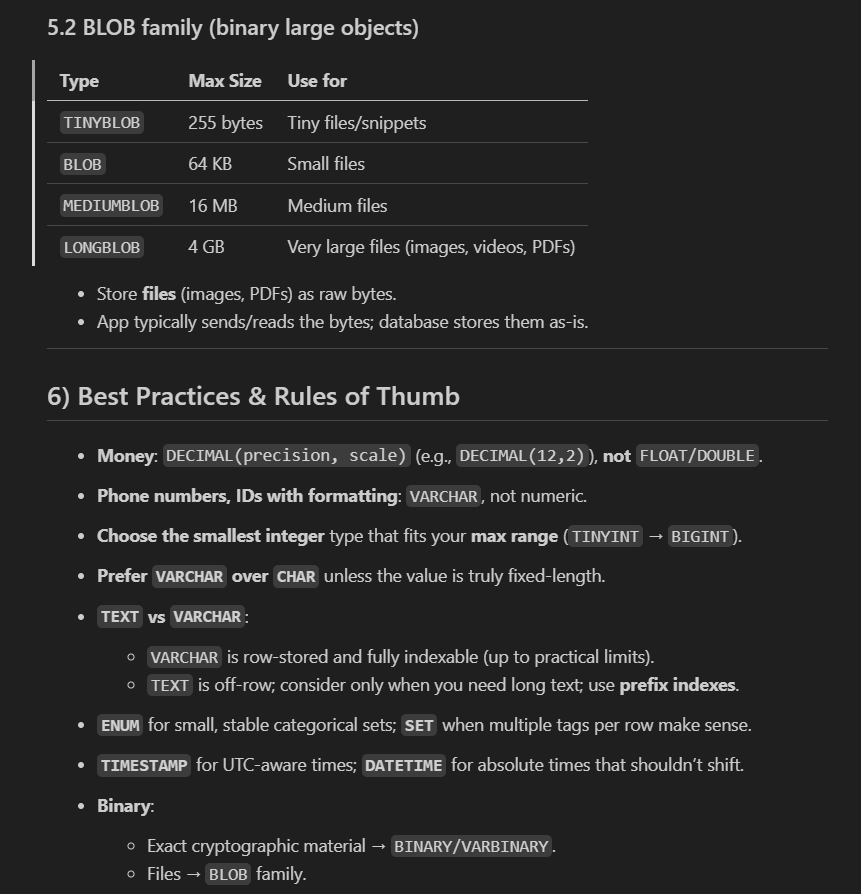 5.2 BLOB family (binary large objects)
Type Max Size Use for
TINYBLOB 255 bytes Tiny files/snippets
BLOB 64 KB Small files
MEDIUMBLOB 16 MB Medium files
LONGBLOB 4 GB Very large files (images, videos, PDFs)
• Store files (images, PDFs) as raw bytes.
• App typically sends/reads the bytes; database stores them as-is.
6) Best Practices & Rules of Thumb
• Money: DECIMAL(precision, scale) (e.g., DECIMAL(12,2)), not FLOAT/DOUBLE.
• Phone numbers, IDs with formatting: VARCHAR, not numeric.
• Choose the smallest integer type that fits your max range (TINYINT → BIGINT).
• Prefer VARCHAR over CHAR unless the value is truly fixed-length.
• TEXT vs VARCHAR:
◦ VARCHAR is row-stored and fully indexable (up to practical limits).
◦ TEXT is off-row; consider only when you need long text; use prefix indexes.
• ENUM for small, stable categorical sets; SET when multiple tags per row make sense.
• TIMESTAMP for UTC-aware times; DATETIME for absolute times that shouldn't shift.
• Binary:
◦ Exact cryptographic material → BINARY/VARBINARY.
◦ Files → BLOB family.